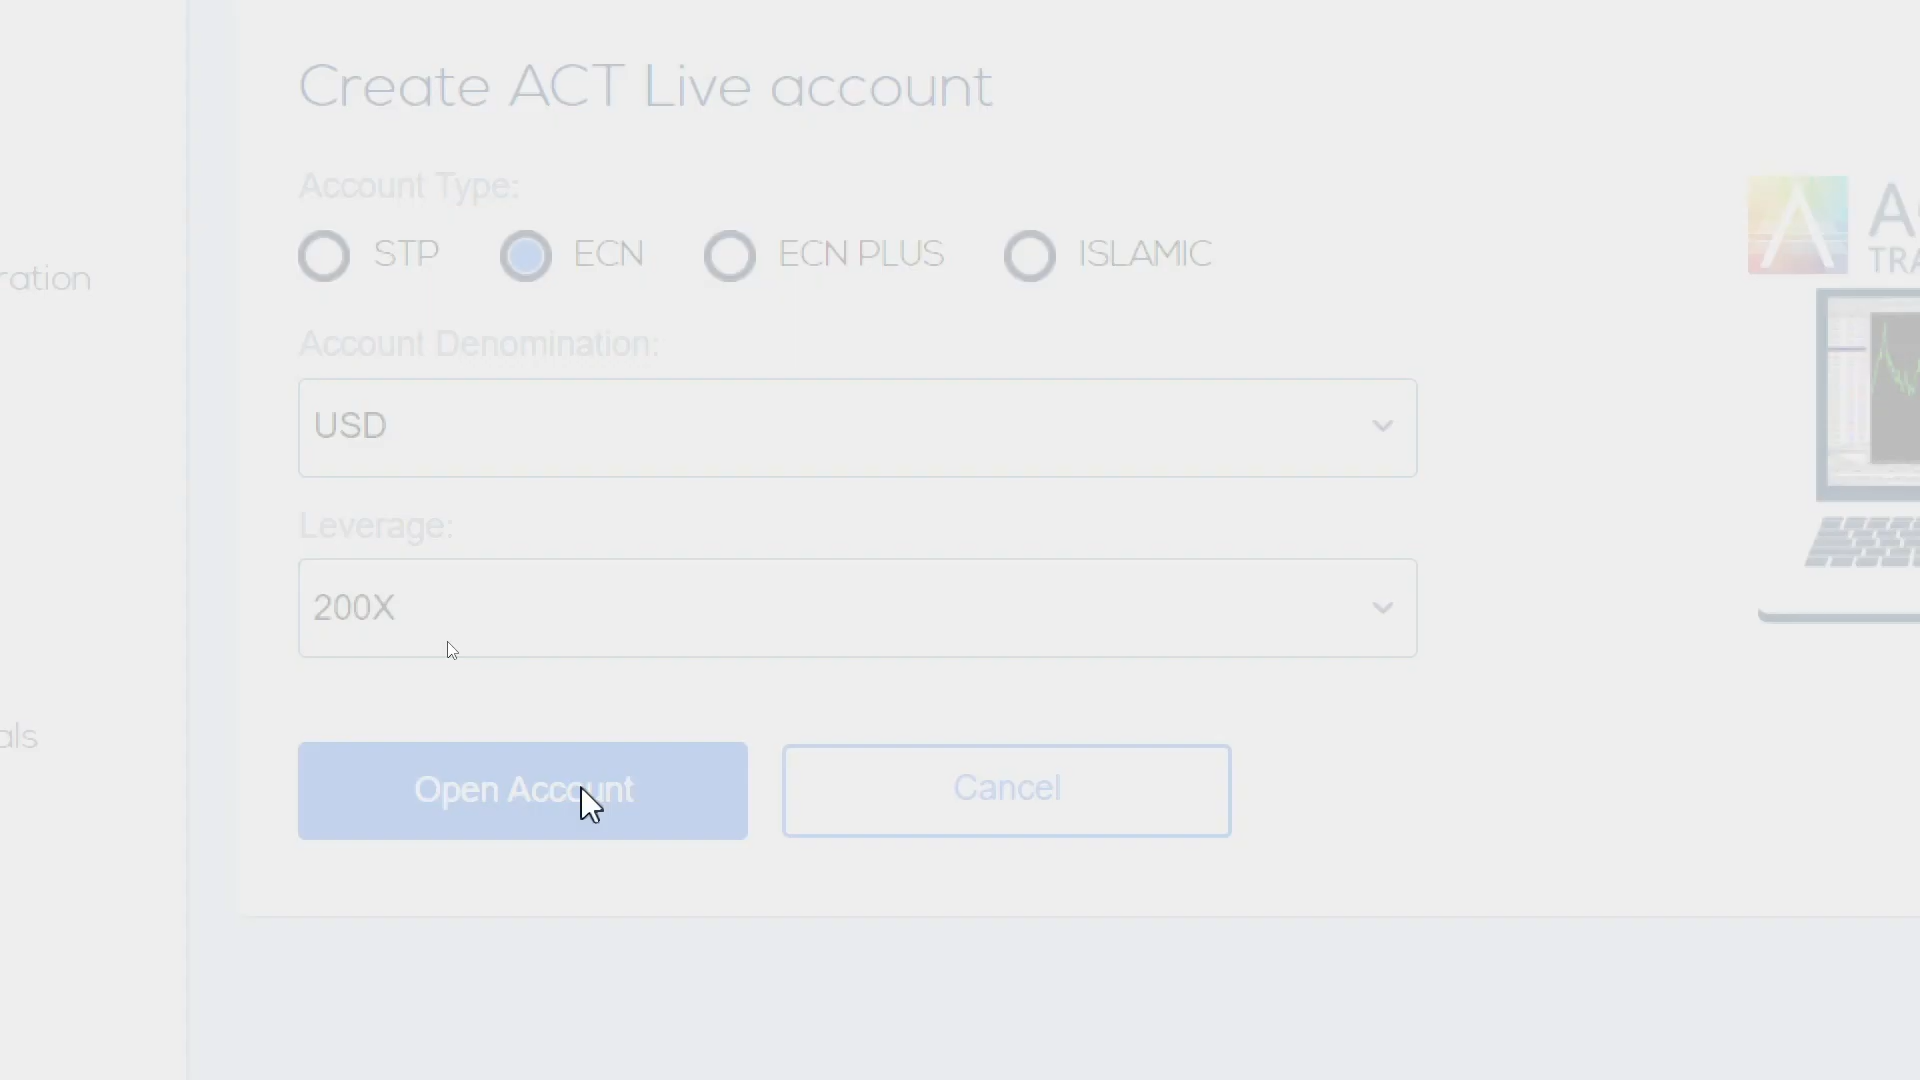 Create ACT Live account
Account Type:
STP ECN ECN PLUS ISLAMIC
ration
Account Denomination:
USD
Leverage:
200X
als
Open Account Cancel
TRA